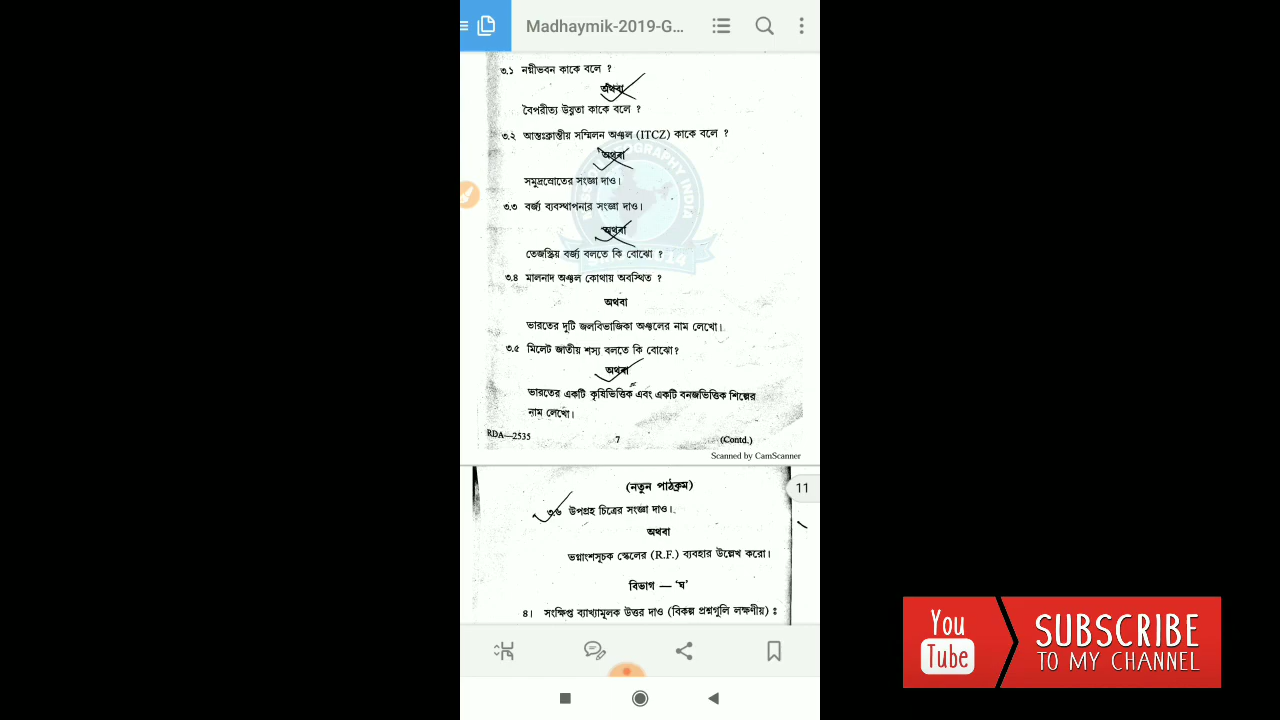 Madhaymik-2019-G...
৩.১ নগ্নীভবন কাকে বলে ?
অথবা
বৈপরীত্য উষ্ণতা কাকে বলে ?
৩.২ আন্তঃক্রান্তীয় সম্মিলন অঞ্চল (ITCZ) কাকে বলে ?
অথবা
সমুদ্রস্রোতের সংজ্ঞা দাও।
৩.৩ বর্জ্য ব্যবস্থাপনার সংজ্ঞা দাও।
অথবা
তেজস্ক্রিয় বর্জ্য বলতে কি বোঝো ?
৩.৪ মালনাদ অঞ্চল কোথায় অবস্থিত ?
অথবা
ভারতের দুটি জলবিভাজিকা অঞ্চলের নাম লেখো।
৩.৫ মিলেট জাতীয় শস্য বলতে কি বোঝো?
অথবা
ভারতের একটি কৃষিভিত্তিক এবং একটি বনজভিত্তিক শিল্পের
নাম লেখো।
RDA—2535 7 (Contd.)
Scanned by CamScanner
(নতুন পাঠক্রম)
11
৩.৬ উপগ্রহ চিত্রের সংজ্ঞা দাও।
অথবা
ভগ্নাংশসূচক স্কেলের (R.F.) ব্যবহার উল্লেখ করো।
বিভাগ — ‘ঘ’
৪। সংক্ষিপ্ত ব্যাখ্যামূলক উত্তর দাও (বিকল্প প্রশ্নগুলি লক্ষণীয়) :
You
Tube
SUBSCRIBE
TO MY CHANNEL